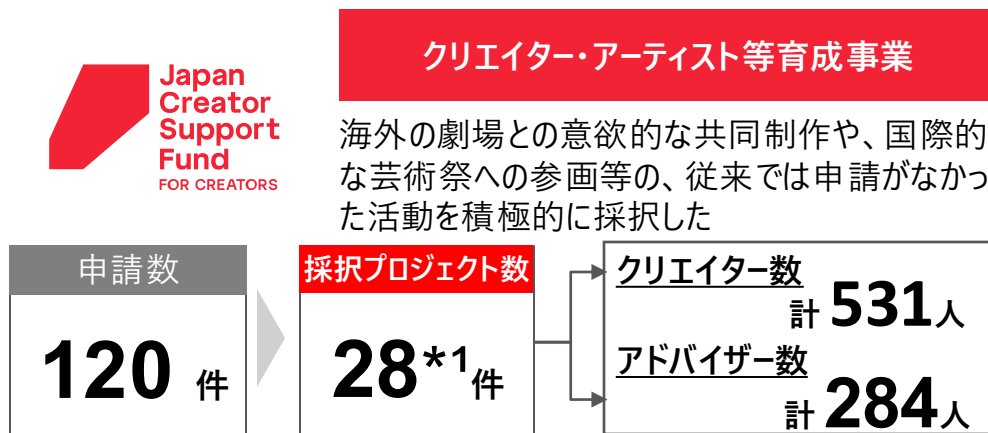 Japan
Creator
Support
Fund
FOR CREATORS
クリエイター・アーティスト等育成事業
海外の劇場との意欲的な共同制作や、国際的
な芸術祭への参画等の、従来では申請がなかっ
た活動を積極的に採択した
申請数
120 件
採択プロジェクト数
28*1件
クリエイター数
計 531人
アドバイザー数
計 284人